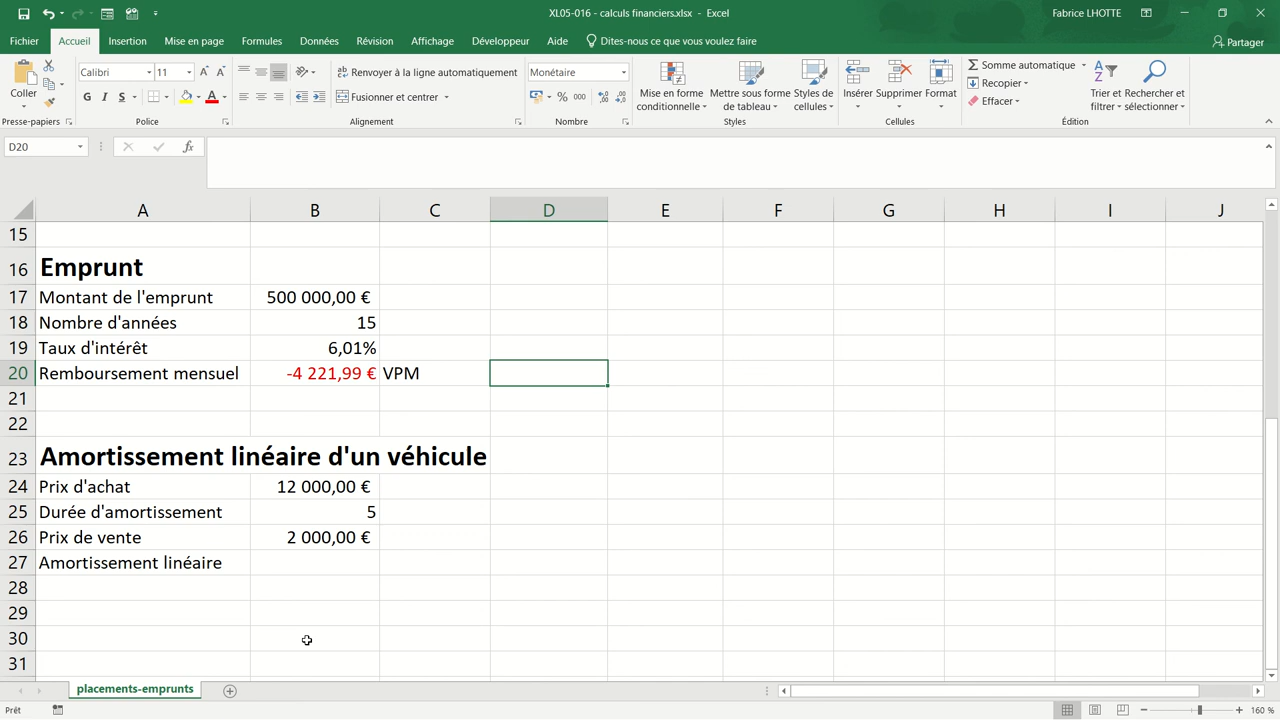 XL05-016 - calculs financiers.xlsx - Excel
Fabrice LHOTTE
Fichier Accueil Insertion Mise en page Formules Données Révision Affichage Développeur Aide Dites-nous ce que vous voulez faire
Partager
Coller
Presse-papiers
Calibri 11
G I S
Police
Renvoyer à la ligne automatiquement
Fusionner et centrer
Alignement
Monétaire
% 000
Nombre
Mise en forme conditionnelle
Mettre sous forme de tableau
Styles de cellules
Styles
Insérer Supprimer Format
Cellules
Somme automatique
Recopier
Effacer
Trier et filtrer
Rechercher et sélectionner
Édition
D20
fx
A B C D E F G H I J
15
16 Emprunt
17 Montant de l'emprunt 500 000,00 €
18 Nombre d'années 15
19 Taux d'intérêt 6,01%
20 Remboursement mensuel -4 221,99 € VPM
21
22
23 Amortissement linéaire d'un véhicule
24 Prix d'achat 12 000,00 €
25 Durée d'amortissement 5
26 Prix de vente 2 000,00 €
27 Amortissement linéaire
28
29
30
31
placements-emprunts
Prêt
160 %